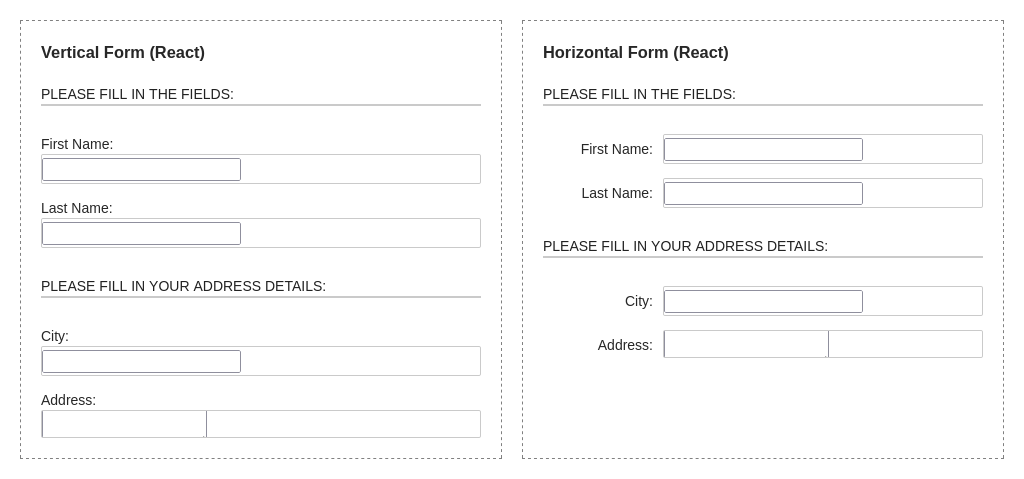 Vertical Form (React)
PLEASE FILL IN THE FIELDS:
First Name:
Last Name:
PLEASE FILL IN YOUR ADDRESS DETAILS:
City:
Address:
Horizontal Form (React)
PLEASE FILL IN THE FIELDS:
First Name:
Last Name:
PLEASE FILL IN YOUR ADDRESS DETAILS:
City:
Address: